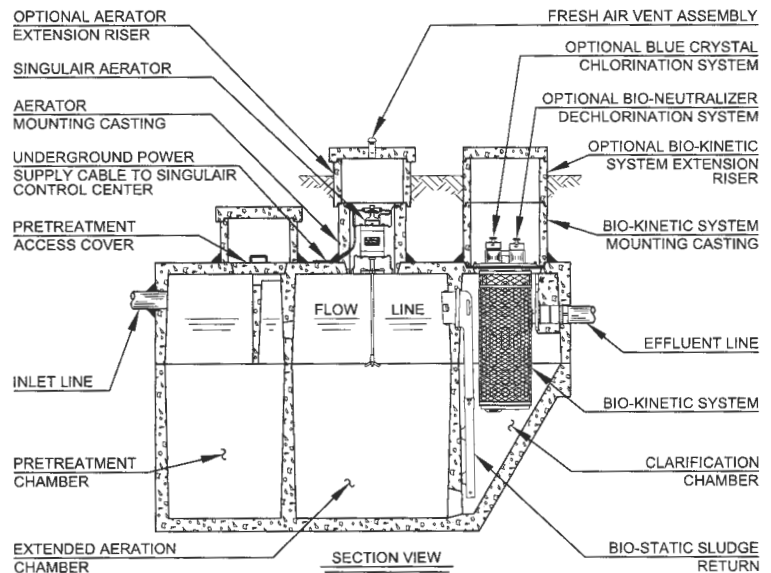 OPTIONAL AERATOR
EXTENSION RISER
SINGULAIR AERATOR
AERATOR
MOUNTING CASTING
UNDERGROUND POWER
SUPPLY CABLE TO SINGULAIR
CONTROL CENTER
PRETREATMENT
ACCESS COVER
INLET LINE
PRETREATMENT
CHAMBER
EXTENDED AERATION
CHAMBER
FRESH AIR VENT ASSEMBLY
OPTIONAL BLUE CRYSTAL
CHLORINATION SYSTEM
OPTIONAL BIO-NEUTRALIZER
DECHLORINATION SYSTEM
OPTIONAL BIO-KINETIC
SYSTEM EXTENSION
RISER
BIO-KINETIC SYSTEM
MOUNTING CASTING
FLOW LINE
EFFLUENT LINE
BIO-KINETIC SYSTEM
CLARIFICATION
CHAMBER
BIO-STATIC SLUDGE
RETURN
SECTION VIEW